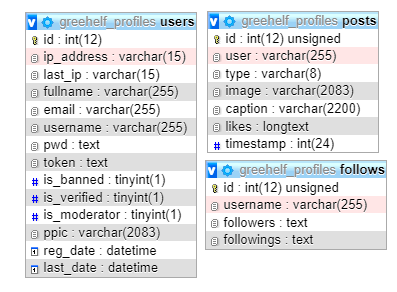 greehelf_profiles users
id : int(12)
ip_address : varchar(15)
last_ip : varchar(15)
fullname : varchar(255)
email : varchar(255)
username : varchar(255)
pwd : text
token : text
is_banned : tinyint(1)
is_verified : tinyint(1)
is_moderator : tinyint(1)
ppic : varchar(2083)
reg_date : datetime
last_date : datetime
greehelf_profiles posts
id : int(12) unsigned
user : varchar(255)
type : varchar(8)
image : varchar(2083)
caption : varchar(2200)
likes : longtext
timestamp : int(24)
greehelf_profiles follows
id : int(12) unsigned
username : varchar(255)
followers : text
followings : text